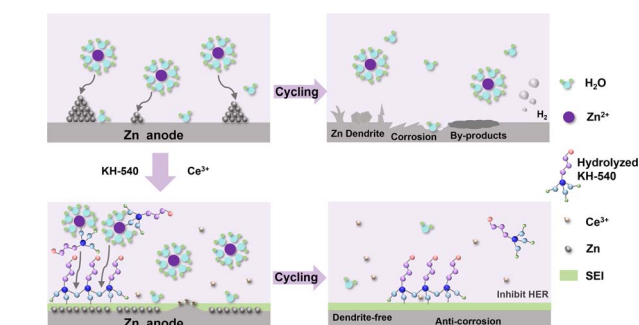 Zn anode
Cycling
H₂
Zn Dendrite
Corrosion
By-products
H₂O
Zn²⁺
Hydrolyzed
KH-540
Ce³⁺
Zn
SEI
KH-540
Ce³⁺
Zn anode
Cycling
Inhibit HER
Dendrite-free
Anti-corrosion